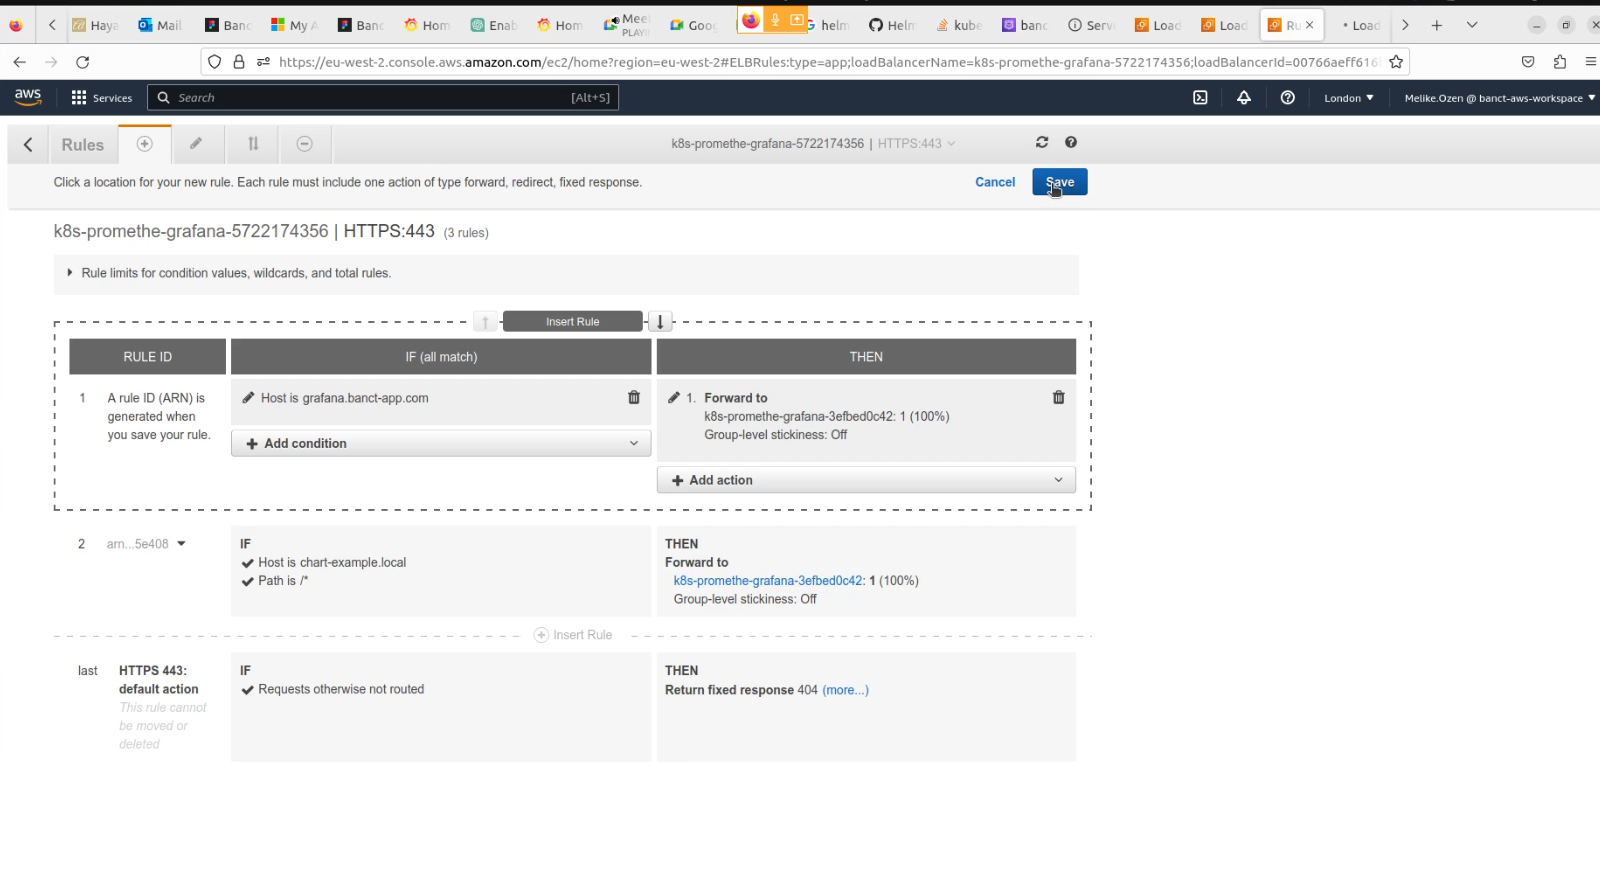 Haya
Mail
Banc
My A
Banc
Hom
Enab
Hom
Mee
PLAYI
Goog
helm
Helm
kube
banc
Serv
Load
Load
Ru
Load
https://eu-west-2.console.aws.amazon.com/ec2/home?region=eu-west-2#ELBRules:type=app;loadBalancerName=k8s-promethe-grafana-5722174356;loadBalancerId=00766aeff616
aws
Services
Search
[Alt+S]
London
Melike.Ozen @ banct-aws-workspace
Rules
k8s-promethe-grafana-5722174356 | HTTPS:443
Click a location for your new rule. Each rule must include one action of type forward, redirect, fixed response.
Cancel
Save
k8s-promethe-grafana-5722174356 | HTTPS:443 (3 rules)
Rule limits for condition values, wildcards, and total rules.
Insert Rule
RULE ID
IF (all match)
THEN
1
A rule ID (ARN) is
generated when
you save your rule.
Host is grafana.banct-app.com
Add condition
1. Forward to
k8s-promethe-grafana-3efbed0c42: 1 (100%)
Group-level stickiness: Off
Add action
2
arn...5e408
IF
Host is chart-example.local
Path is /*
THEN
Forward to
k8s-promethe-grafana-3efbed0c42: 1 (100%)
Group-level stickiness: Off
Insert Rule
last
HTTPS 443:
default action
This rule cannot
be moved or
deleted
IF
Requests otherwise not routed
THEN
Return fixed response 404 (more...)